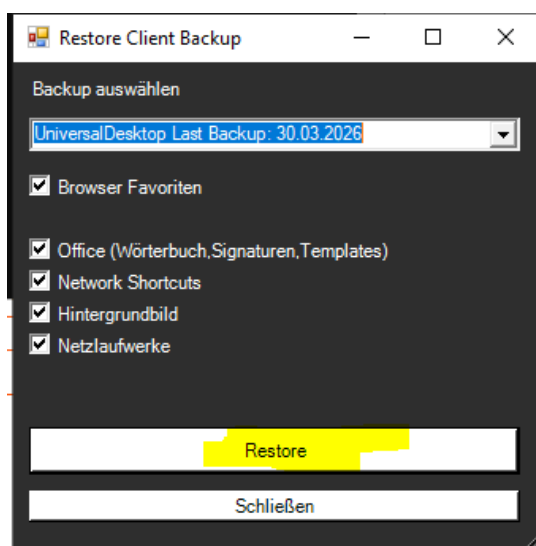 Restore Client Backup
Backup auswählen
UniversalDesktop Last Backup: 30.03.2026
Browser Favoriten
Office (Wörterbuch,Signaturen,Templates)
Network Shortcuts
Hintergrundbild
Netzlaufwerke
Restore
Schließen